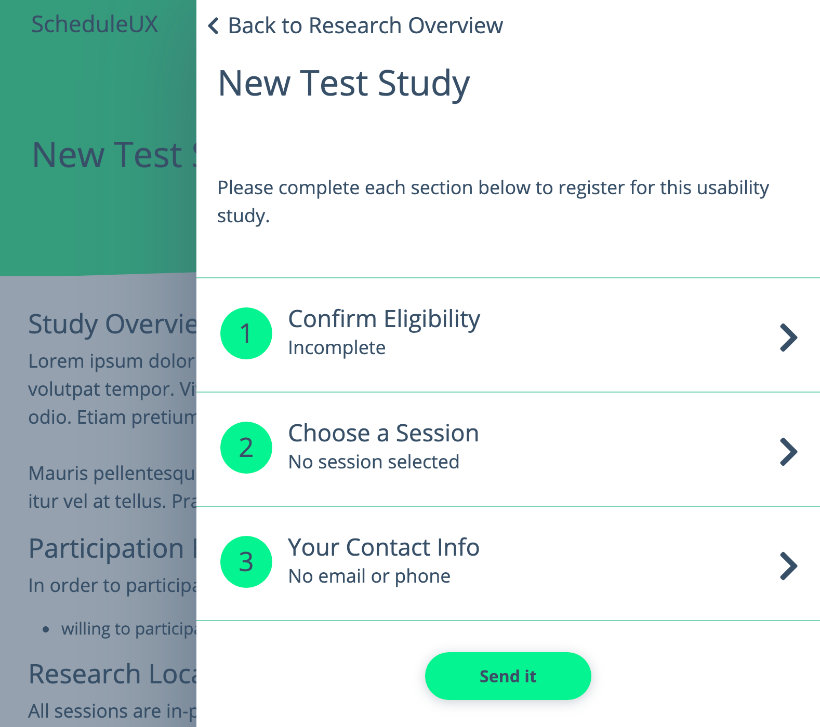 ScheduleUX
New Test
Study Overvie
Lorem ipsum dolor
volutpat tempor. Vi
odio. Etiam pretium
Mauris pellentesqu
itur vel at tellus. Pra
Participation
In order to participa
willing to participa
Research Loca
All sessions are in-p
Back to Research Overview
New Test Study
Please complete each section below to register for this usability
study.
1
Confirm Eligibility
Incomplete
2
Choose a Session
No session selected
3
Your Contact Info
No email or phone
Send it